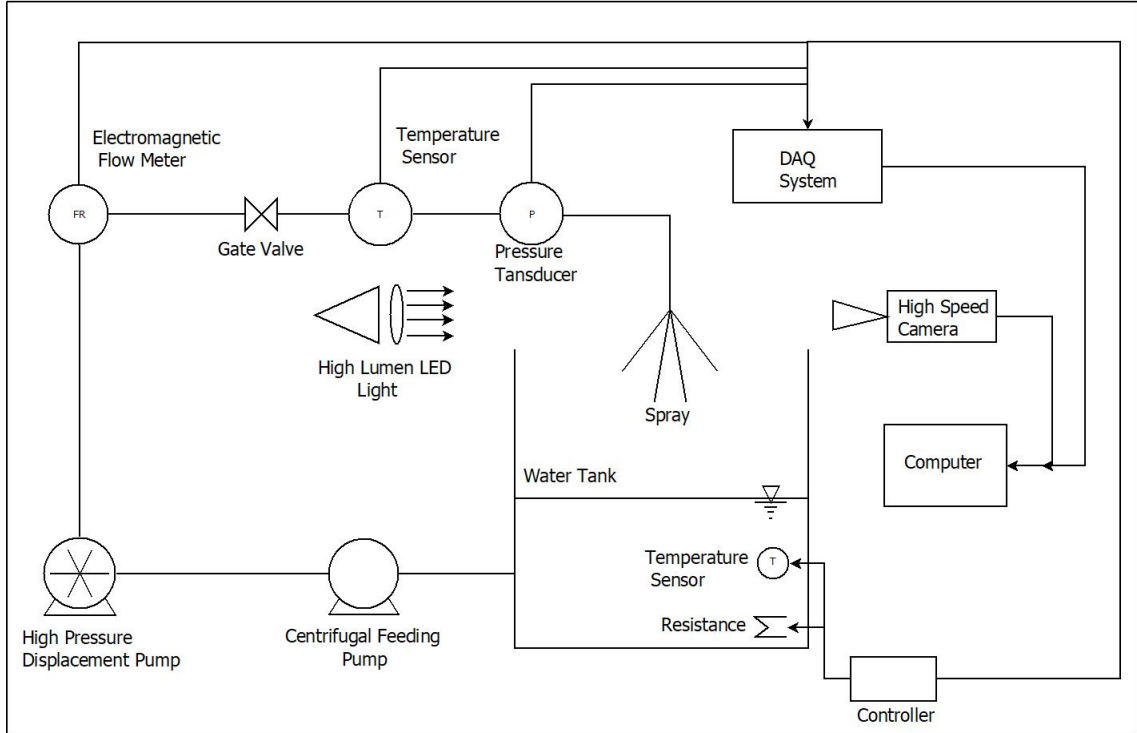 Electromagnetic
Flow Meter
Temperature
Sensor
DAQ
System
FR
T
P
Gate Valve
Pressure
Tansducer
High Speed
Camera
High Lumen LED
Light
Spray
Computer
Water Tank
Temperature
Sensor
T
Resistance
High Pressure
Displacement Pump
Centrifugal Feeding
Pump
Controller